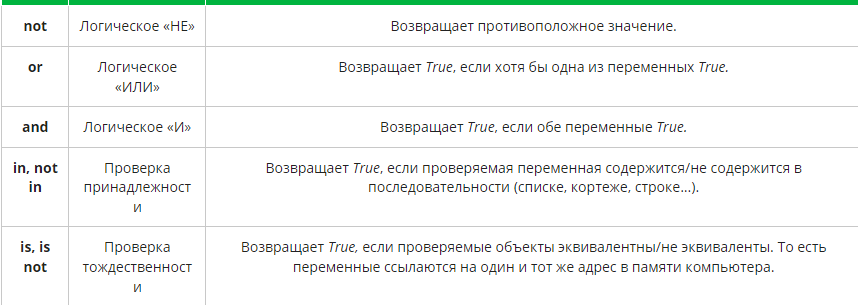 not Логическое «НЕ» Возвращает противоположное значение.
or Логическое Возвращает True, если хотя бы одна из переменных True.
«ИЛИ»
and Логическое «И» Возвращает True, если обе переменные True.
in, not Проверка Возвращает True, если проверяемая переменная содержится/не содержится в
in принадлежност последовательности (списке, кортеже, строке…).
и
is, is Проверка Возвращает True, если проверяемые объекты эквивалентны/не эквиваленты. То есть
not тождественност переменные ссылаются на один и тот же адрес в памяти компьютера.
и